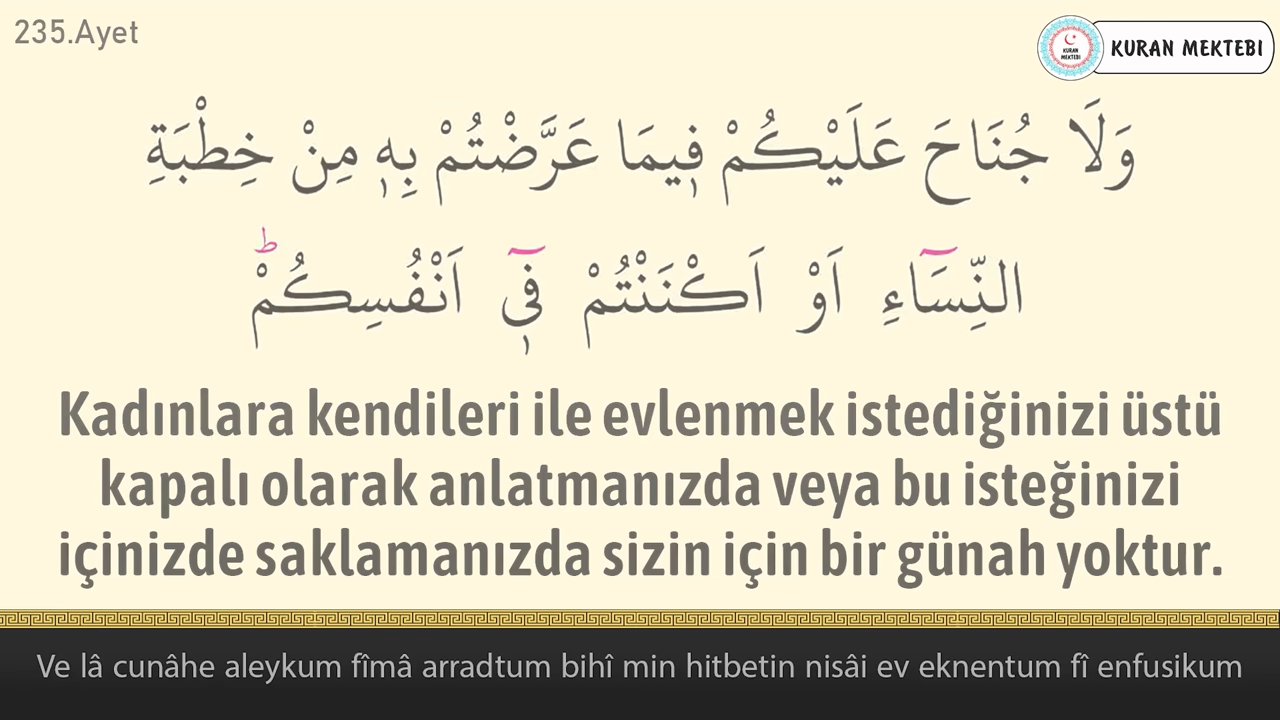 235.Ayet
KURAN MEKTEBI
KURAN
MEKTEBI
وَلَا جُنَاحَ عَلَيْكُمْ ف۪يمَا عَرَّضْتُمْ بِه۪ مِنْ خِطْبَةِ
النِّسَٓاءِ اَوْ اَكْنَنْتُمْ ف۪ٓي اَنْفُسِكُمْۜ
Kadınlara kendileri ile evlenmek istediğinizi üstü
kapalı olarak anlatmanızda veya bu isteğinizi
içinizde saklamanızda sizin için bir günah yoktur.
Ve lâ cunâhe aleykum fîmâ arradtum bihî min hitbetin nisâi ev eknentum fî enfusikum